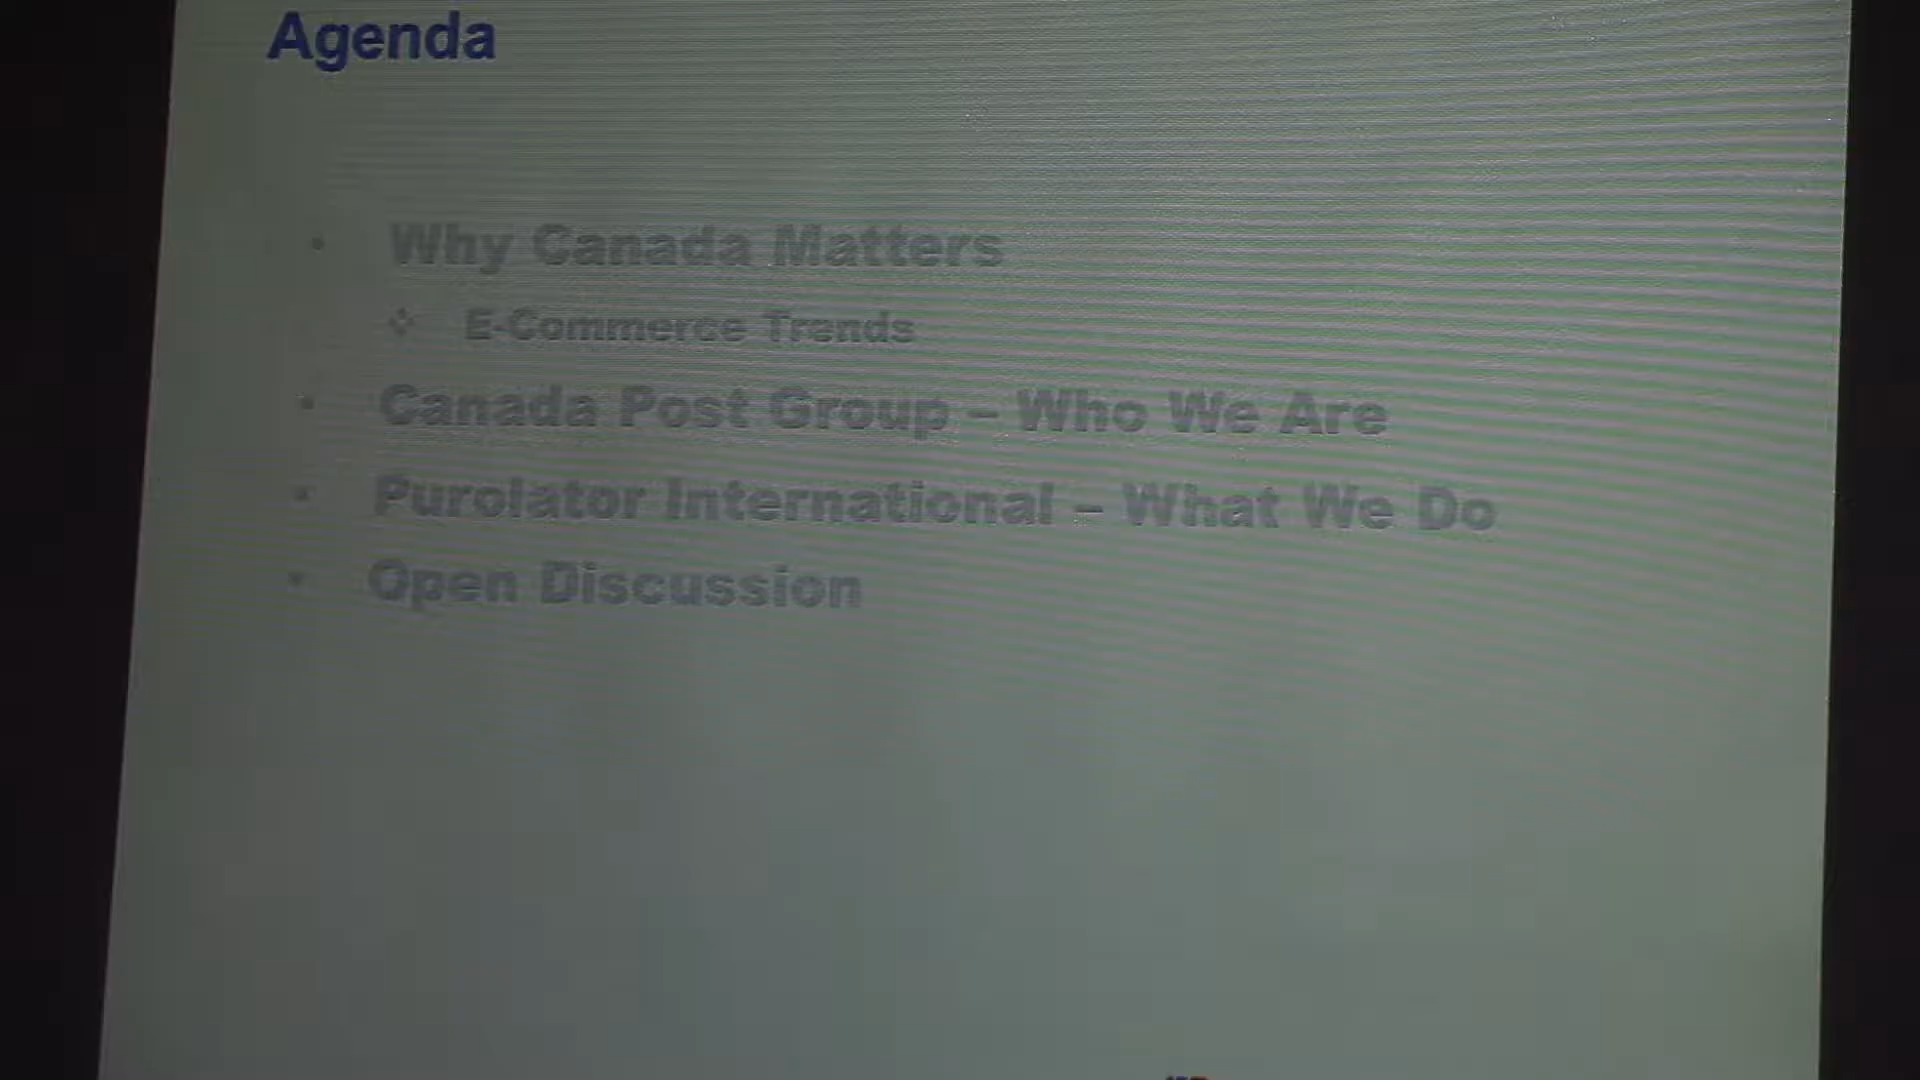 Agenda
• Why Canada Matters
❖ E-Commerce Trends
• Canada Post Group – Who We Are
• Purolator International – What We Do
• Open Discussion